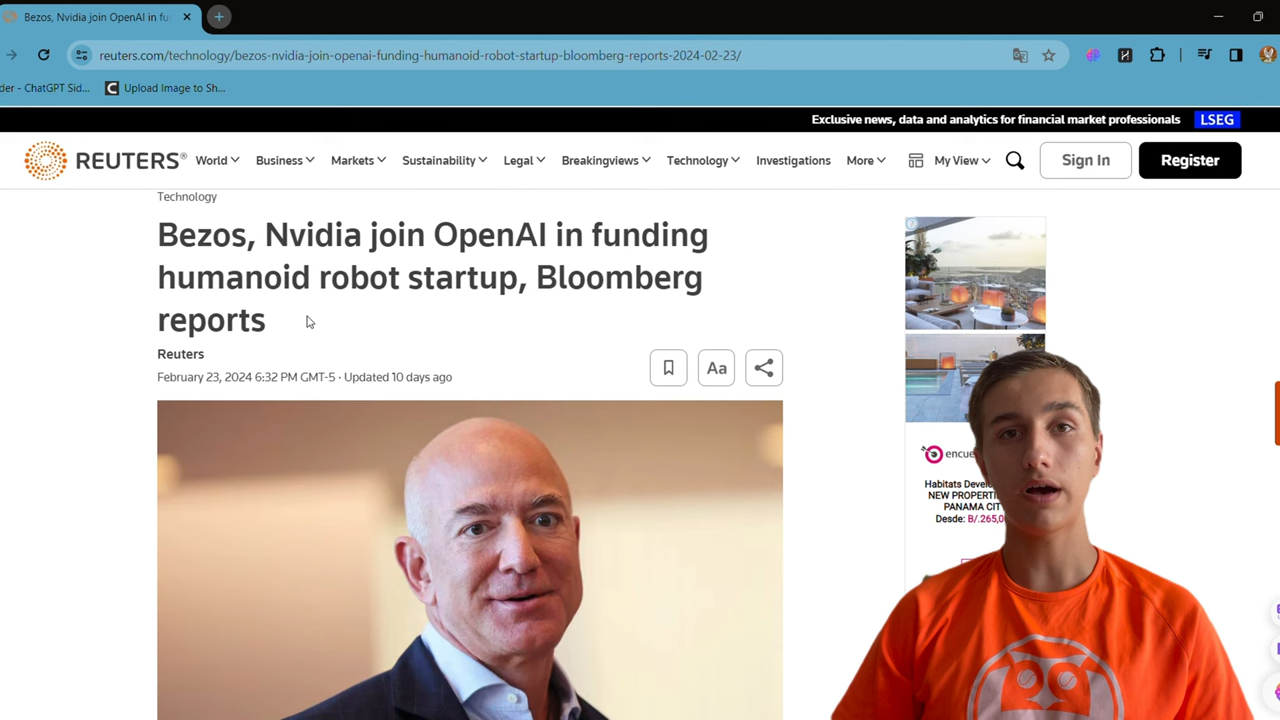 Bezos, Nvidia join OpenAI in fu
reuters.com/technology/bezos-nvidia-join-openai-funding-humanoid-robot-startup-bloomberg-reports-2024-02-23/
der - ChatGPT Sid...
Upload Image to Sh...
Exclusive news, data and analytics for financial market professionals
LSEG
REUTERS®
World
Business
Markets
Sustainability
Legal
Breakingviews
Technology
Investigations
More
My View
Sign In
Register
Technology
Bezos, Nvidia join OpenAI in funding
humanoid robot startup, Bloomberg
reports
Reuters
February 23, 2024 6:32 PM GMT-5 · Updated 10 days ago
Aa
encue
Habitats Develo
NEW PROPERTI
PANAMA CIT
Desde: B/.265,0